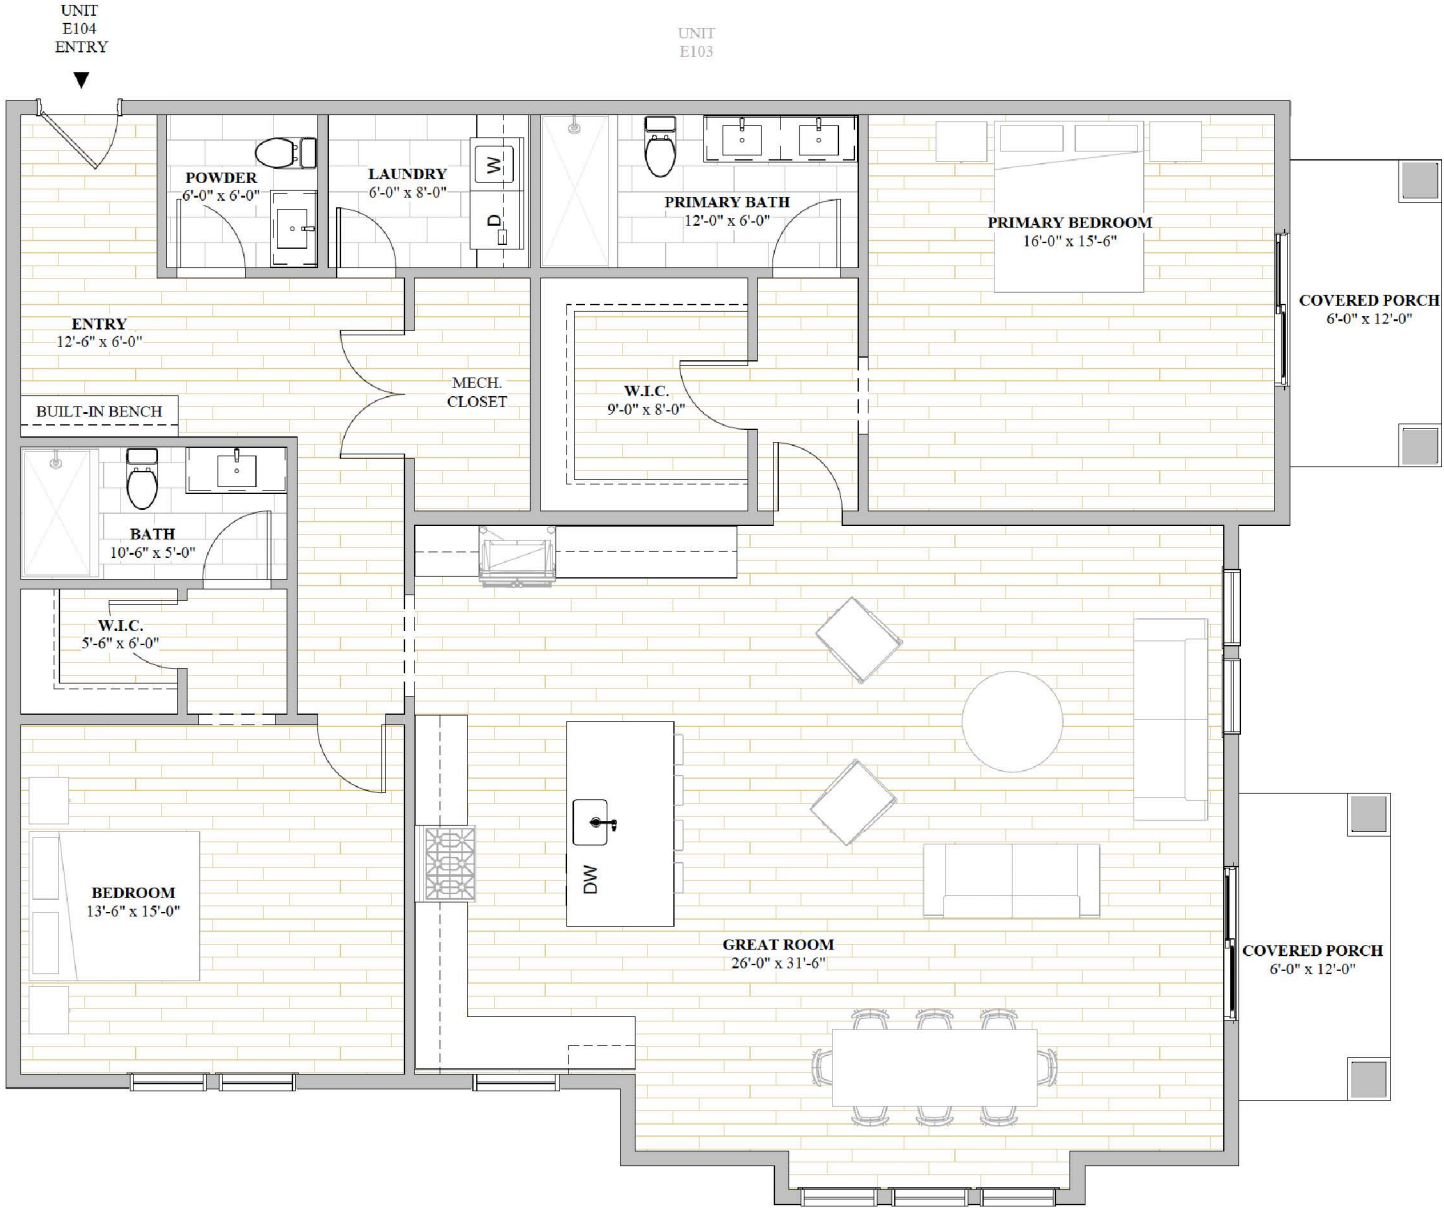 UNIT
E104
ENTRY
UNIT
E103
POWDER
6'-0" x 6'-0"
LAUNDRY
6'-0" x 8'-0"
W
D
PRIMARY BATH
12'-0" x 6'-0"
PRIMARY BEDROOM
16'-0" x 15'-6"
COVERED PORCH
6'-0" x 12'-0"
ENTRY
12'-6" x 6'-0"
MECH.
CLOSET
W.I.C.
9'-0" x 8'-0"
BUILT-IN BENCH
BATH
10'-6" x 5'-0"
W.I.C.
5'-6" x 6'-0"
BEDROOM
13'-6" x 15'-0"
DW
GREAT ROOM
26'-0" x 31'-6"
COVERED PORCH
6'-0" x 12'-0"